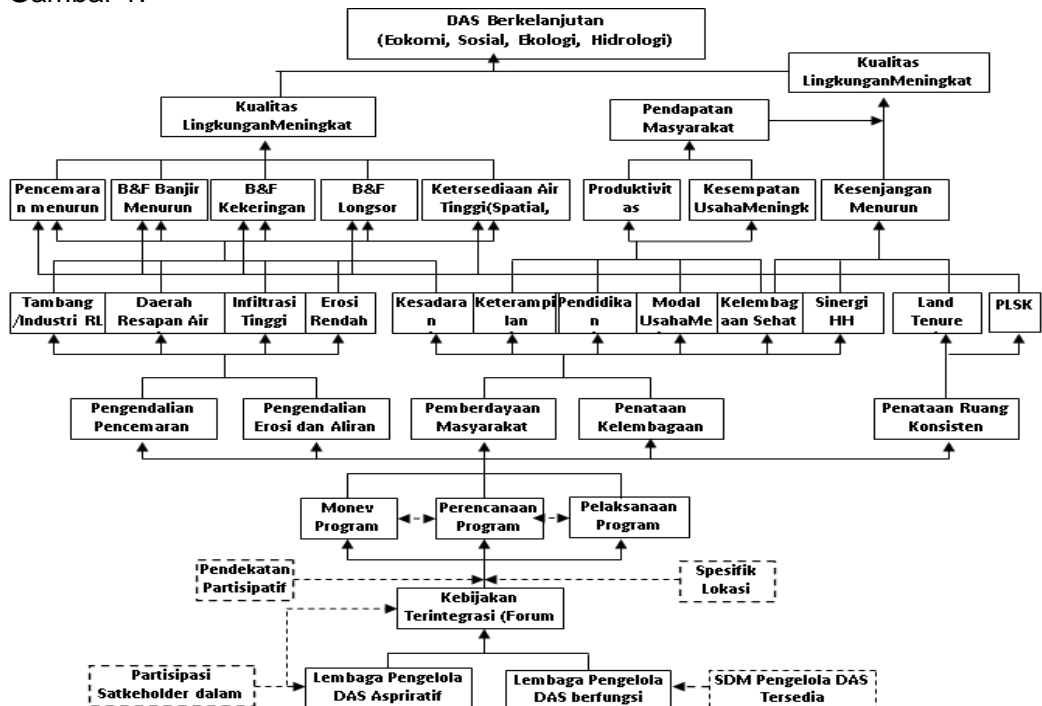 Gambar 1.
DAS Berkelanjutan
(Eokomi, Sosial, Ekologi, Hidrologi)
Kualitas
LingkunganMeningkat
Kualitas
LingkunganMeningkat
Pendapatan
Masyarakat
Pencemara
n menurun
B&F Banjir
Menurun
B&F
Kekeringan
B&F
Longsor
Ketersediaan Air
Tinggi(Spatial,
Produktivit
as
Kesempatan
UsahaMeningk
Kesenjangan
Menurun
Tambang
/Industri RL
Daerah
Resapan Air
Infiltrasi
Tinggi
Erosi
Rendah
Kesadara
n
Keterampi
lan
Pendidika
n
Modal
UsahaMe
Kelembag
aan Sehat
Sinergi
HH
Land
Tenure
PLSK
Pengendalian
Pencemaran
Pengendalian
Erosi dan Aliran
Pemberdayaan
Masyarakat
Penataan
Kelembagaan
Penataan Ruang
Konsisten
Monev
Program
Perencanaan
Program
Pelaksanaan
Program
Pendekatan
Partisipatif
Spesifik
Lokasi
Kebijakan
Terintegrasi (Forum
Partisipasi
Satkeholder dalam
Lembaga Pengelola
DAS Aspriratif
Lembaga Pengelola
DAS berfungsi
SDM Pengelola DAS
Tersedia